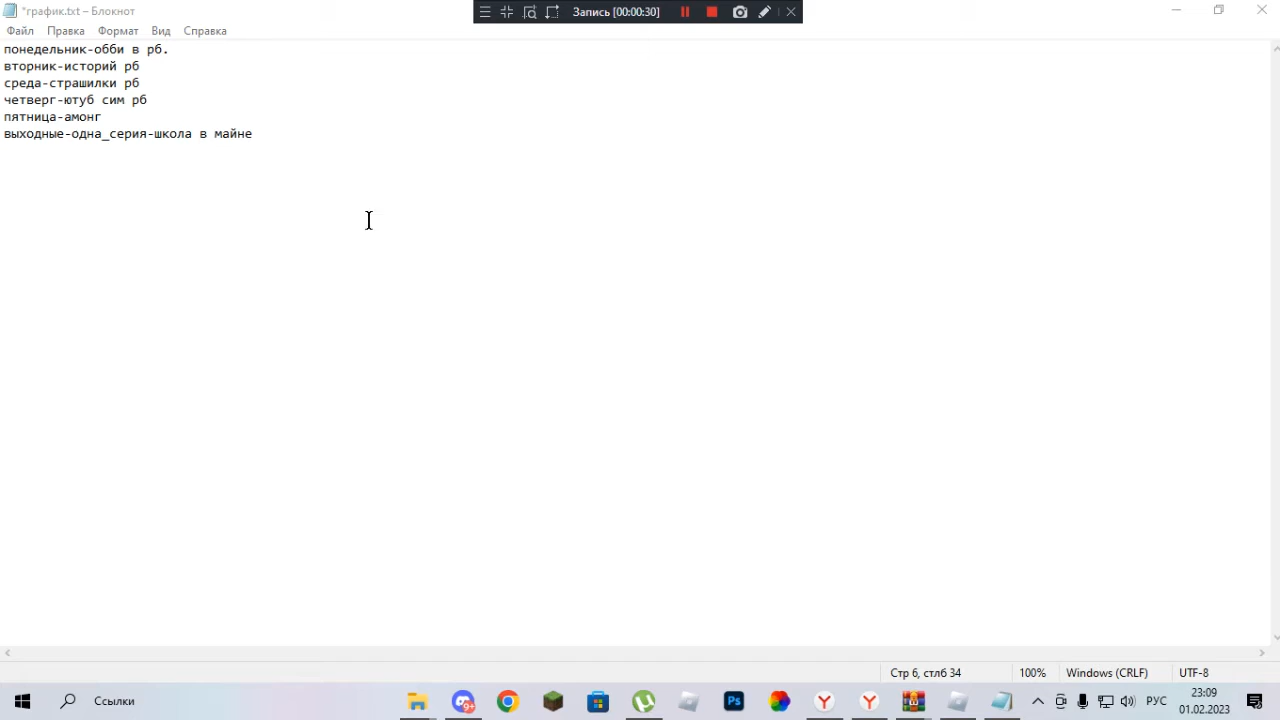 *график.txt – Блокнот
Запись [00:00:30]
Файл Правка Формат Вид Справка
понедельник-обби в рб.
вторник-историй рб
среда-страшилки рб
четверг-ютуб сим рб
пятница-амонг
выходные-одна_серия-школа в майне
Стр 6, стлб 34 100% Windows (CRLF) UTF-8
Ссылки
9+
Ps
Y
Y
РУС
23:09
01.02.2023